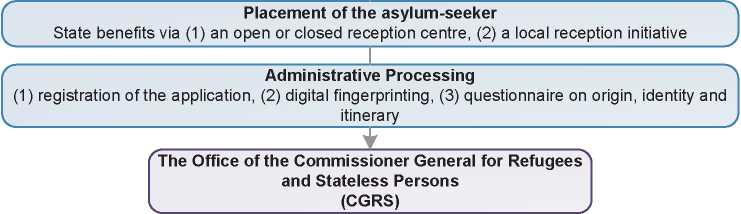 Placement of the asylum-seeker
State benefits via (1) an open or closed reception centre, (2) a local reception initiative
Administrative Processing
(1) registration of the application, (2) digital fingerprinting, (3) questionnaire on origin, identity and
itinerary
The Office of the Commissioner General for Refugees
and Stateless Persons
(CGRS)